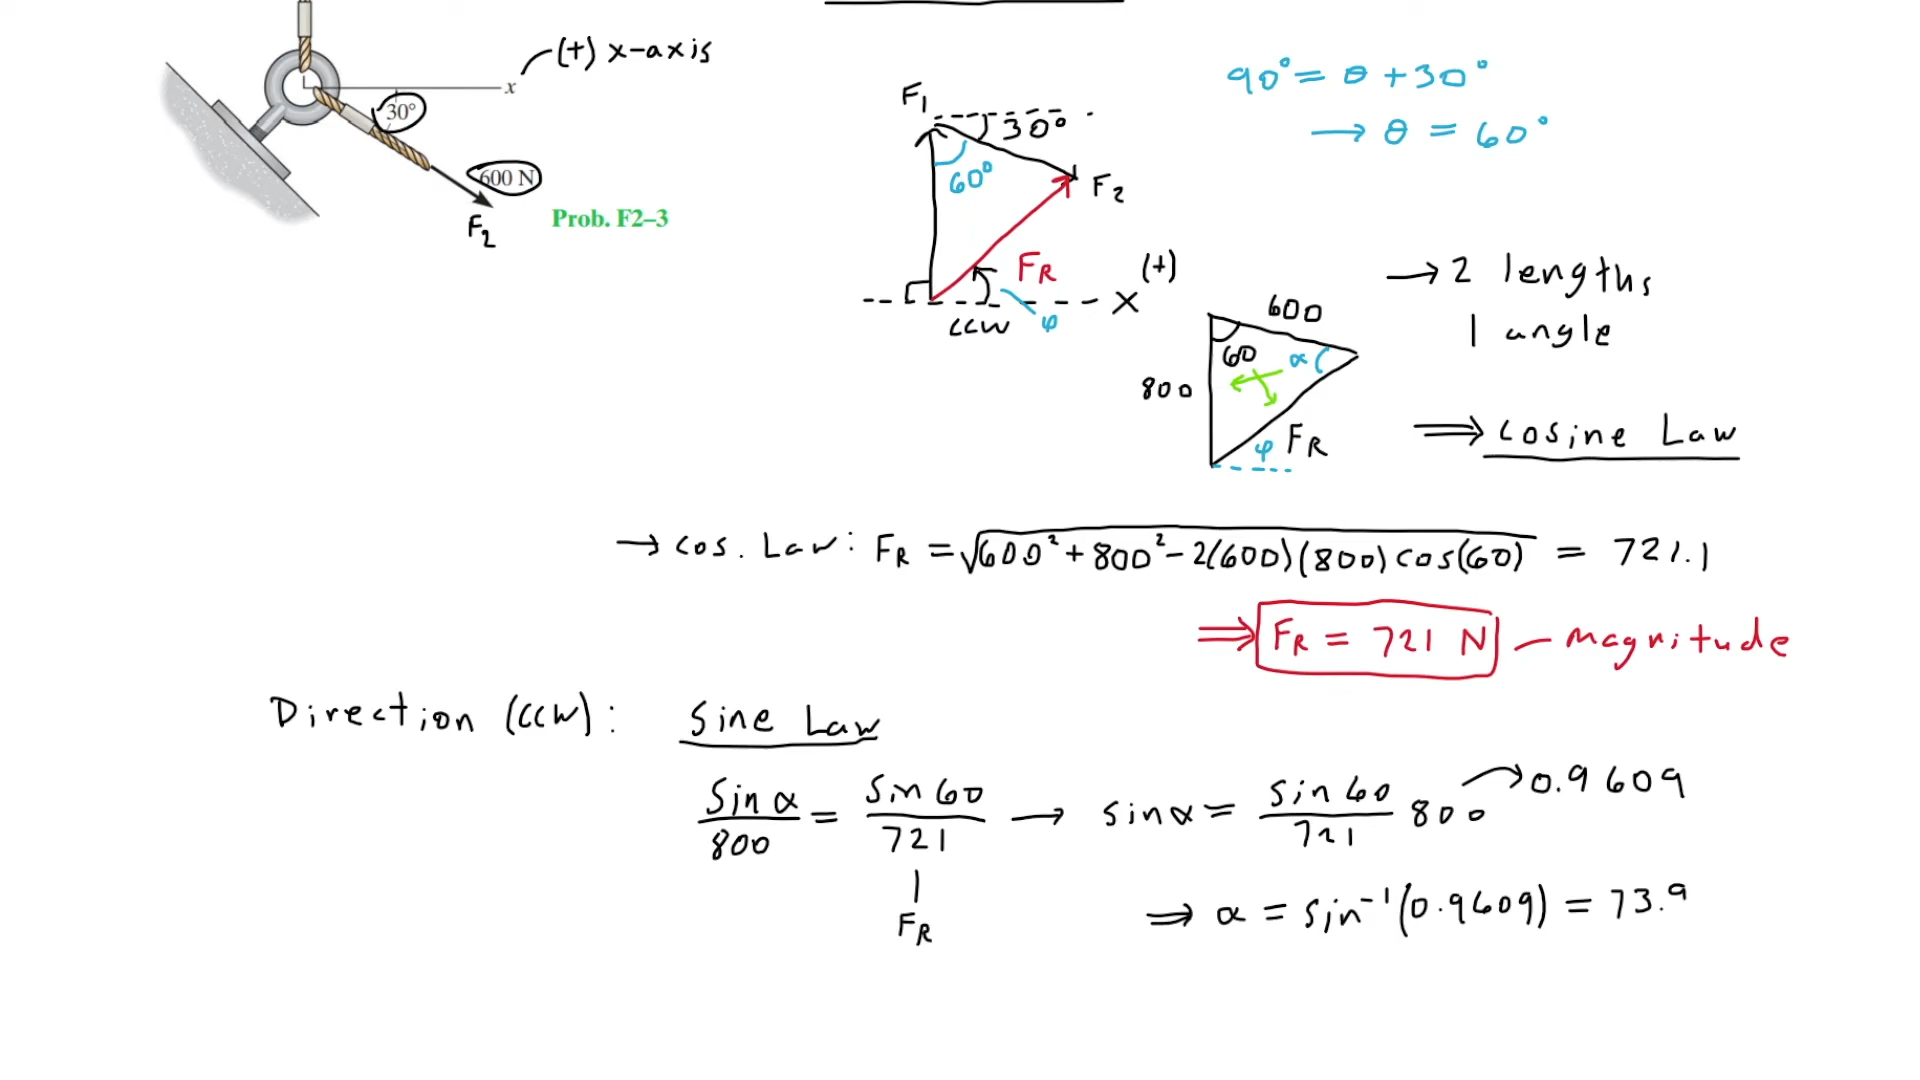 (+) x-axis
x
30°
600 N
F2
Prob. F2–3
F1
30°
60°
F2
FR
(+)
X
ccw
φ
90° = θ + 30°
→ θ = 60°
600
60
α
800
φ FR
→ 2 lengths
1 angle
⇒ cosine Law
→ cos. Law: FR = √600² + 800² − 2(600)(800)cos(60) = 721.1
⇒ FR = 721 N – magnitude
Direction (ccw): Sine Law
Sin α / 800 = Sin 60 / 721 → sin α = Sin 60 / 721 800 → 0.9609
FR
⇒ α = sin⁻¹(0.9609) = 73.9